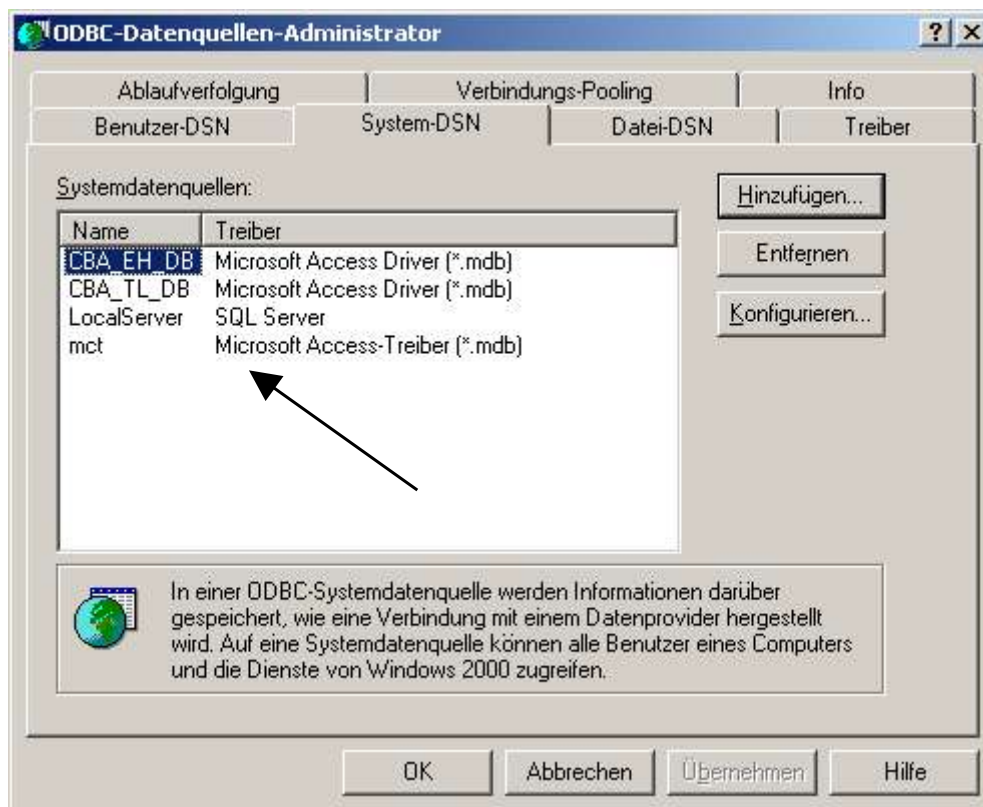 ODBC-Datenquellen-Administrator
Ablaufverfolgung Verbindungs-Pooling Info
Benutzer-DSN System-DSN Datei-DSN Treiber
Systemdatenquellen:
Hinzufügen...
Name Treiber
CBA_EH_DB Microsoft Access Driver (*.mdb)
Entfernen
CBA_TL_DB Microsoft Access Driver (*.mdb)
LocalServer SQL Server
Konfigurieren...
mct Microsoft Access-Treiber (*.mdb)
In einer ODBC-Systemdatenquelle werden Informationen darüber
gespeichert, wie eine Verbindung mit einem Datenprovider hergestellt
wird. Auf eine Systemdatenquelle können alle Benutzer eines Computers
und die Dienste von Windows 2000 zugreifen.
OK Abbrechen Übernehmen Hilfe